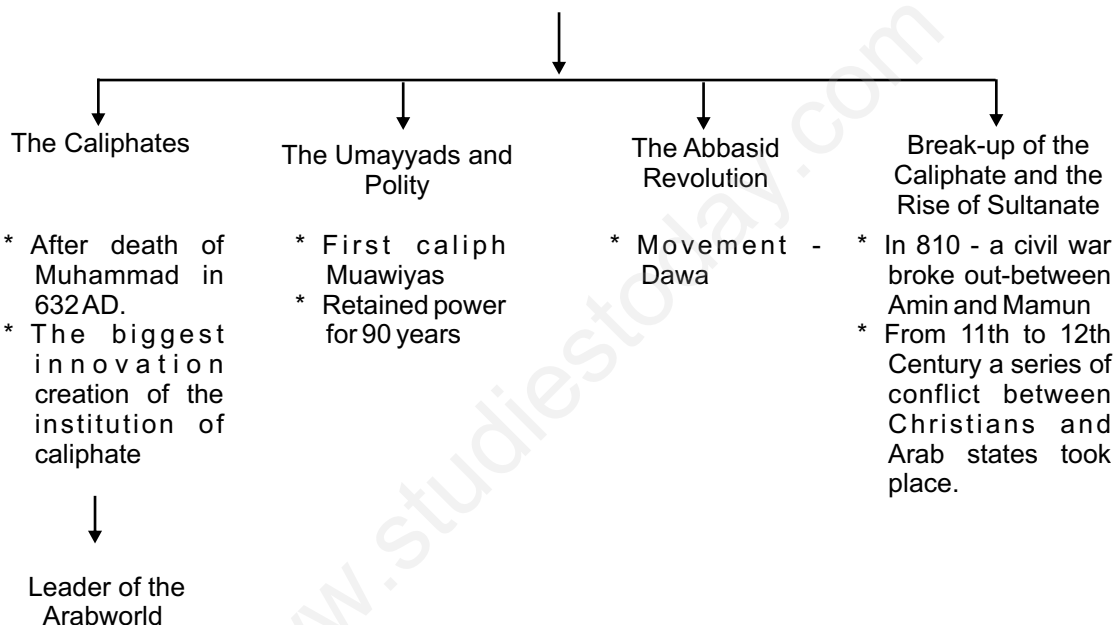 The Caliphates
* After death of
Muhammad in
632 AD.
* The biggest
innovation
creation of the
institution of
caliphate
Leader of the
Arabworld
The Umayyads and
Polity
* First caliph
Muawiyas
* Retained power
for 90 years
The Abbasid
Revolution
* Movement -
Dawa
Break-up of the
Caliphate and the
Rise of Sultanate
* In 810 - a civil war
broke out-between
Amin and Mamun
* From 11th to 12th
Century a series of
conflict between
Christians and
Arab states took
place.
www.studiestoday.com